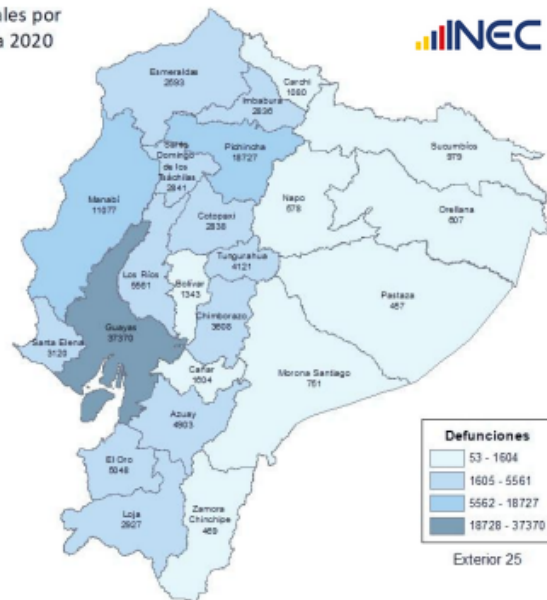 ales por
a 2020
INEC
Esmeraldas
2593
Carchi
1080
Imbabura
2836
Santo
Domingo
de los
Tsáchilas
2841
Pichincha
18727
Sucumbíos
979
Manabí
11077
Napo
678
Orellana
607
Cotopaxi
2838
Tungurahua
4121
Los Ríos
5561
Bolívar
1343
Pastaza
457
Guayas
37370
Chimborazo
3608
Santa Elena
3120
Cañar
1604
Morona Santiago
761
Azuay
4903
El Oro
5048
Loja
2927
Zamora
Chinchipe
469
Defunciones
53 - 1604
1605 - 5561
5562 - 18727
18728 - 37370
Exterior 25